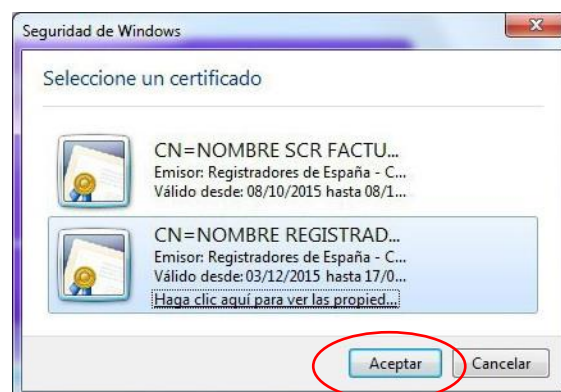 Seguridad de Windows
Seleccione un certificado
CN=NOMBRE SCR FACTU...
Emisor: Registradores de España - C...
Válido desde: 08/10/2015 hasta 08/1...
CN=NOMBRE REGISTRAD...
Emisor: Registradores de España - C...
Válido desde: 03/12/2015 hasta 17/0...
Haga clic aquí para ver las propied...
Aceptar
Cancelar